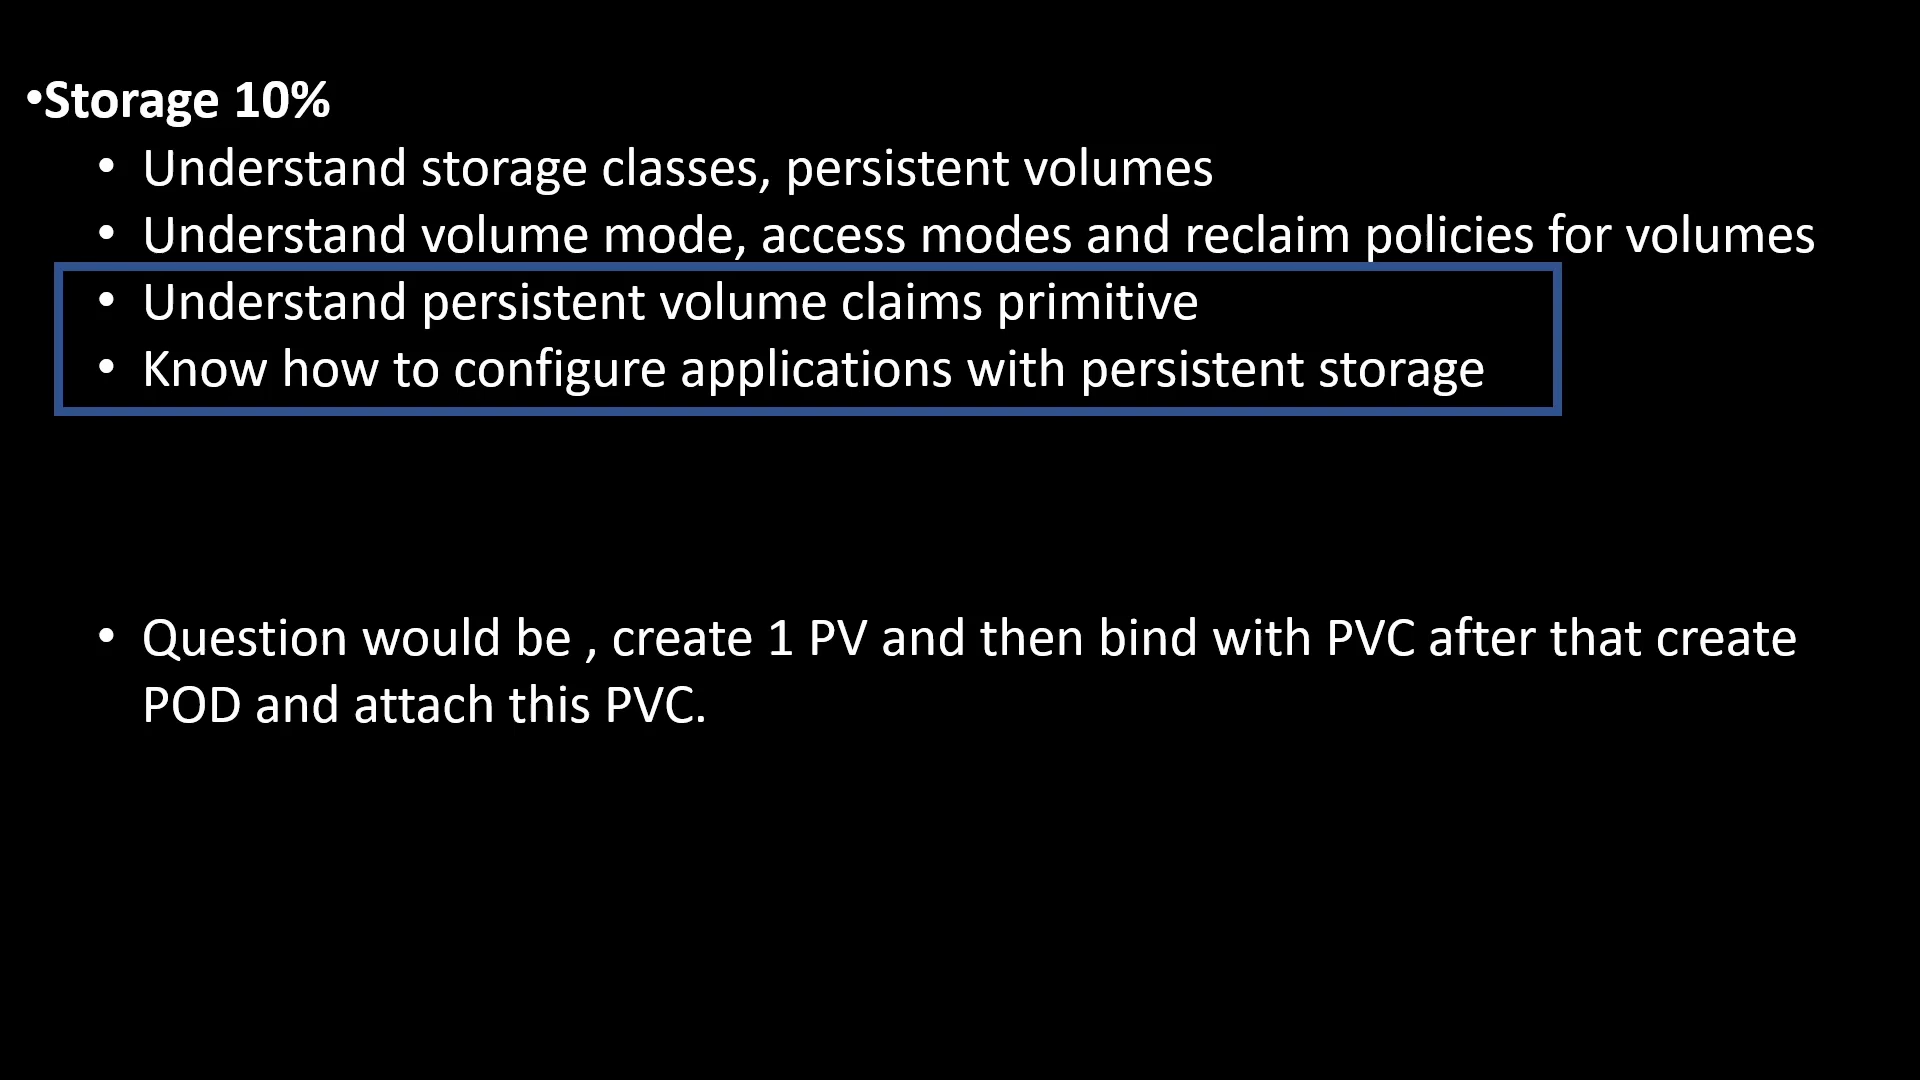 •Storage 10%
• Understand storage classes, persistent volumes
• Understand volume mode, access modes and reclaim policies for volumes
• Understand persistent volume claims primitive
• Know how to configure applications with persistent storage
• Question would be , create 1 PV and then bind with PVC after that create
POD and attach this PVC.